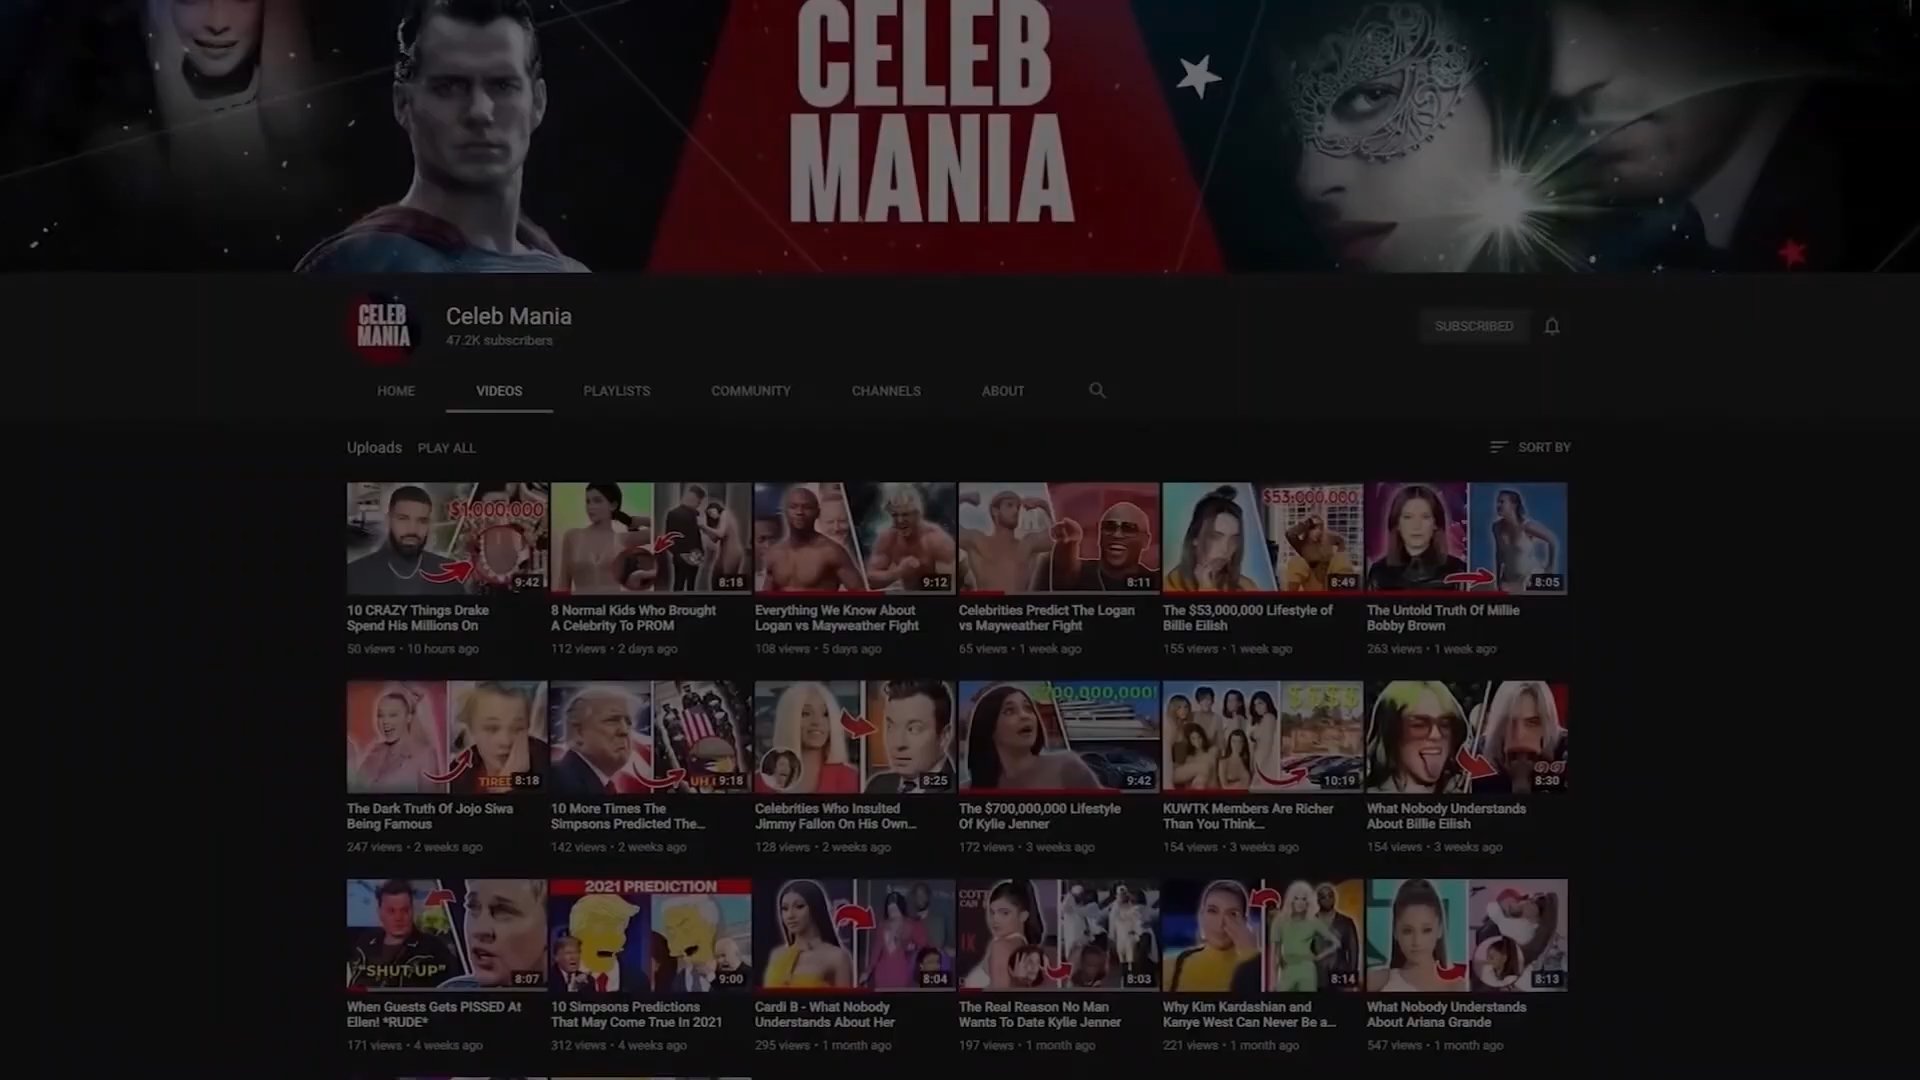 CELEB
MANIA
CELEB
MANIA
Celeb Mania
47.2K subscribers
SUBSCRIBED
HOME VIDEOS PLAYLISTS COMMUNITY CHANNELS ABOUT
Uploads PLAY ALL SORT BY
$1,000,000 $53,000,000
9:42 8:18 9:12 8:11 8:49 8:05
10 CRAZY Things Drake
Spend His Millions On
50 views • 10 hours ago
8 Normal Kids Who Brought
A Celebrity To PROM
112 views • 2 days ago
Everything We Know About
Logan vs Mayweather Fight
108 views • 5 days ago
Celebrities Predict The Logan
vs Mayweather Fight
65 views • 1 week ago
The $53,000,000 Lifestyle of
Billie Eilish
155 views • 1 week ago
The Untold Truth Of Millie
Bobby Brown
263 views • 1 week ago
$$$$
TIRED 8:18 UH 9:18 8:25 9:42 10:19 8:30
The Dark Truth Of Jojo Siwa
Being Famous
247 views • 2 weeks ago
10 More Times The
Simpsons Predicted The...
142 views • 2 weeks ago
Celebrities Who Insulted
Jimmy Fallon On His Own...
128 views • 2 weeks ago
The $700,000,000 Lifestyle
Of Kylie Jenner
172 views • 3 weeks ago
KUWTK Members Are Richer
Than You Think...
154 views • 3 weeks ago
What Nobody Understands
About Billie Eilish
154 views • 3 weeks ago
2021 PREDICTION
"SHUT UP" 8:07 9:00 8:04 8:03 8:14 8:13
When Guests Gets PISSED At
Ellen! *RUDE*
171 views • 4 weeks ago
10 Simpsons Predictions
That May Come True In 2021
312 views • 4 weeks ago
Cardi B - What Nobody
Understands About Her
295 views • 1 month ago
The Real Reason No Man
Wants To Date Kylie Jenner
197 views • 1 month ago
Why Kim Kardashian and
Kanye West Can Never Be a...
221 views • 1 month ago
What Nobody Understands
About Ariana Grande
547 views • 1 month ago